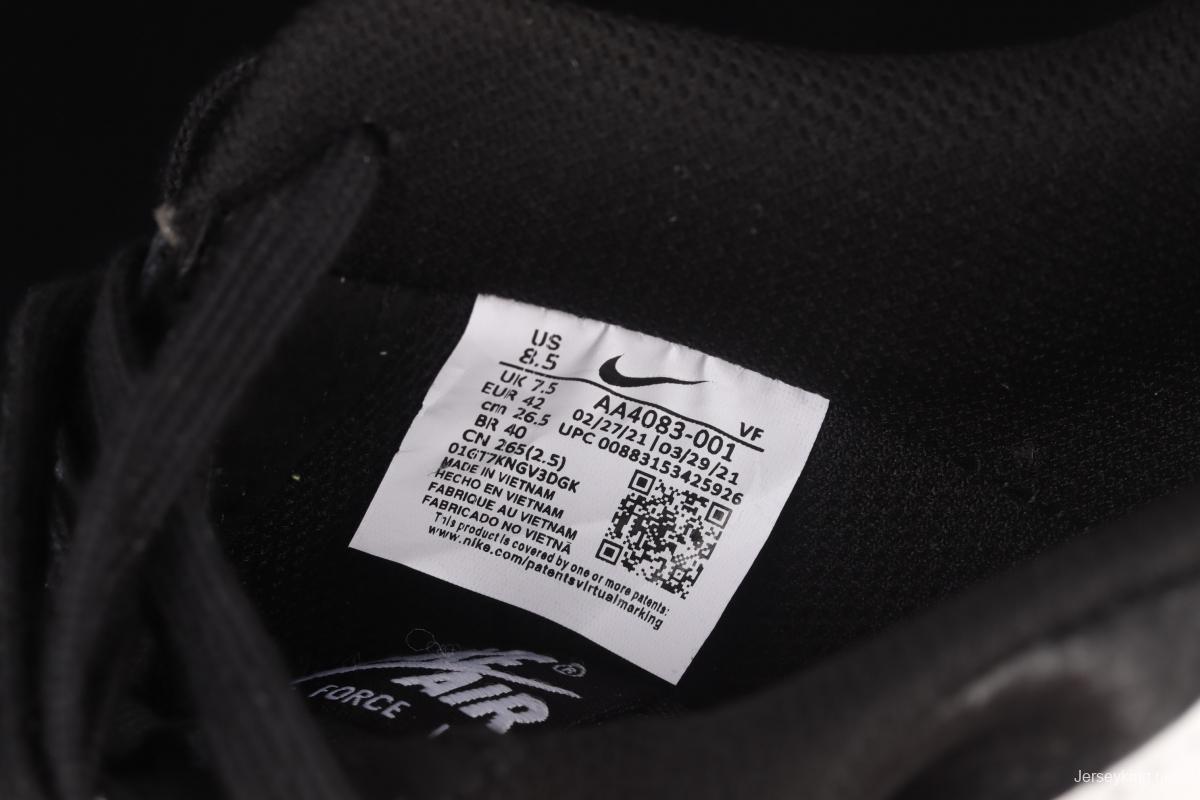 US
8.5
UK 7.5
EUR 42
cm 26.5
BR 40
CN 265(2.5)
01GT7KNGV3DGK
MADE IN VIETNAM
HECHO EN VIETNAM
FABRIQUE AU VIETNAM
FABRICADO NO VIETNÃ
This product is covered by one or more patents:
www.nike.com/patentsvirtualmarking
AA4083-001
VF
02/27/21 | 03/29/21
UPC 00883153425926
AIR®
FORCE